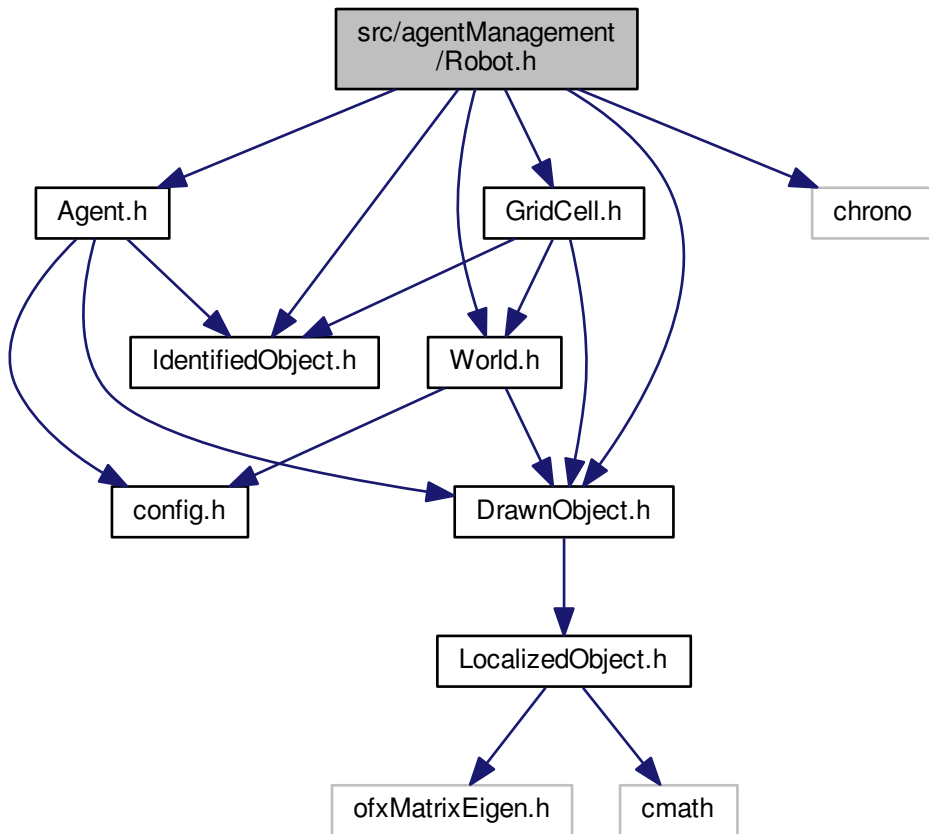 src/agentManagement
/Robot.h
Agent.h
GridCell.h
chrono
IdentifiedObject.h
World.h
config.h
DrawnObject.h
LocalizedObject.h
ofxMatrixEigen.h
cmath